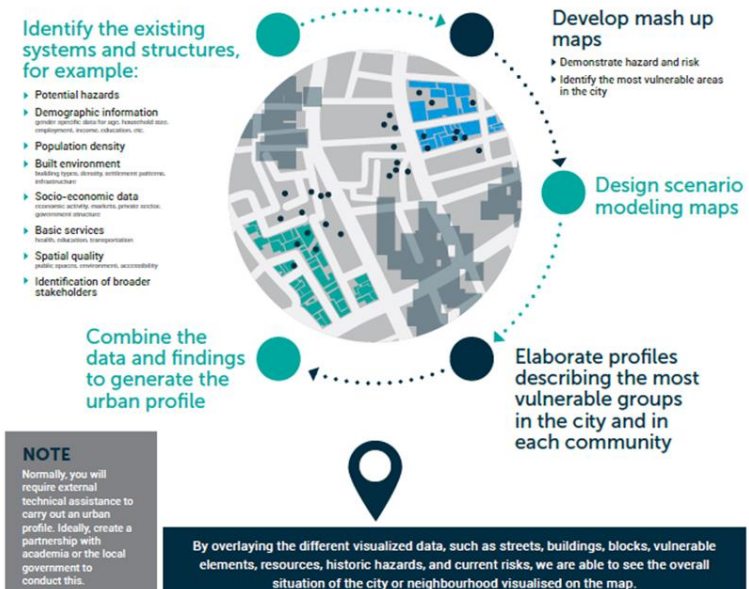 Identify the existing
systems and structures,
for example:
Potential hazards
Demographic information
gender specific data for age, household size,
employment, income, education, etc.
Population density
Built environment
building types, density, settlement patterns,
infrastructure
Socio-economic data
economic activity, markets, private sector,
government structure
Basic services
health, education, transportation
Spatial quality
public spaces, environment, accessibility
Identification of broader
stakeholders
Develop mash up
maps
Demonstrate hazard and risk
Identify the most vulnerable areas
in the city
Design scenario
modeling maps
Elaborate profiles
describing the most
vulnerable groups
in the city and in
each community
Combine the
data and findings
to generate the
urban profile
NOTE
Normally, you will
require external
technical assistance to
carry out an urban
profile. Ideally, create a
partnership with
academia or the local
government to
conduct this.
By overlaying the different visualized data, such as streets, buildings, blocks, vulnerable
elements, resources, historic hazards, and current risks, we are able to see the overall
situation of the city or neighbourhood visualised on the map.